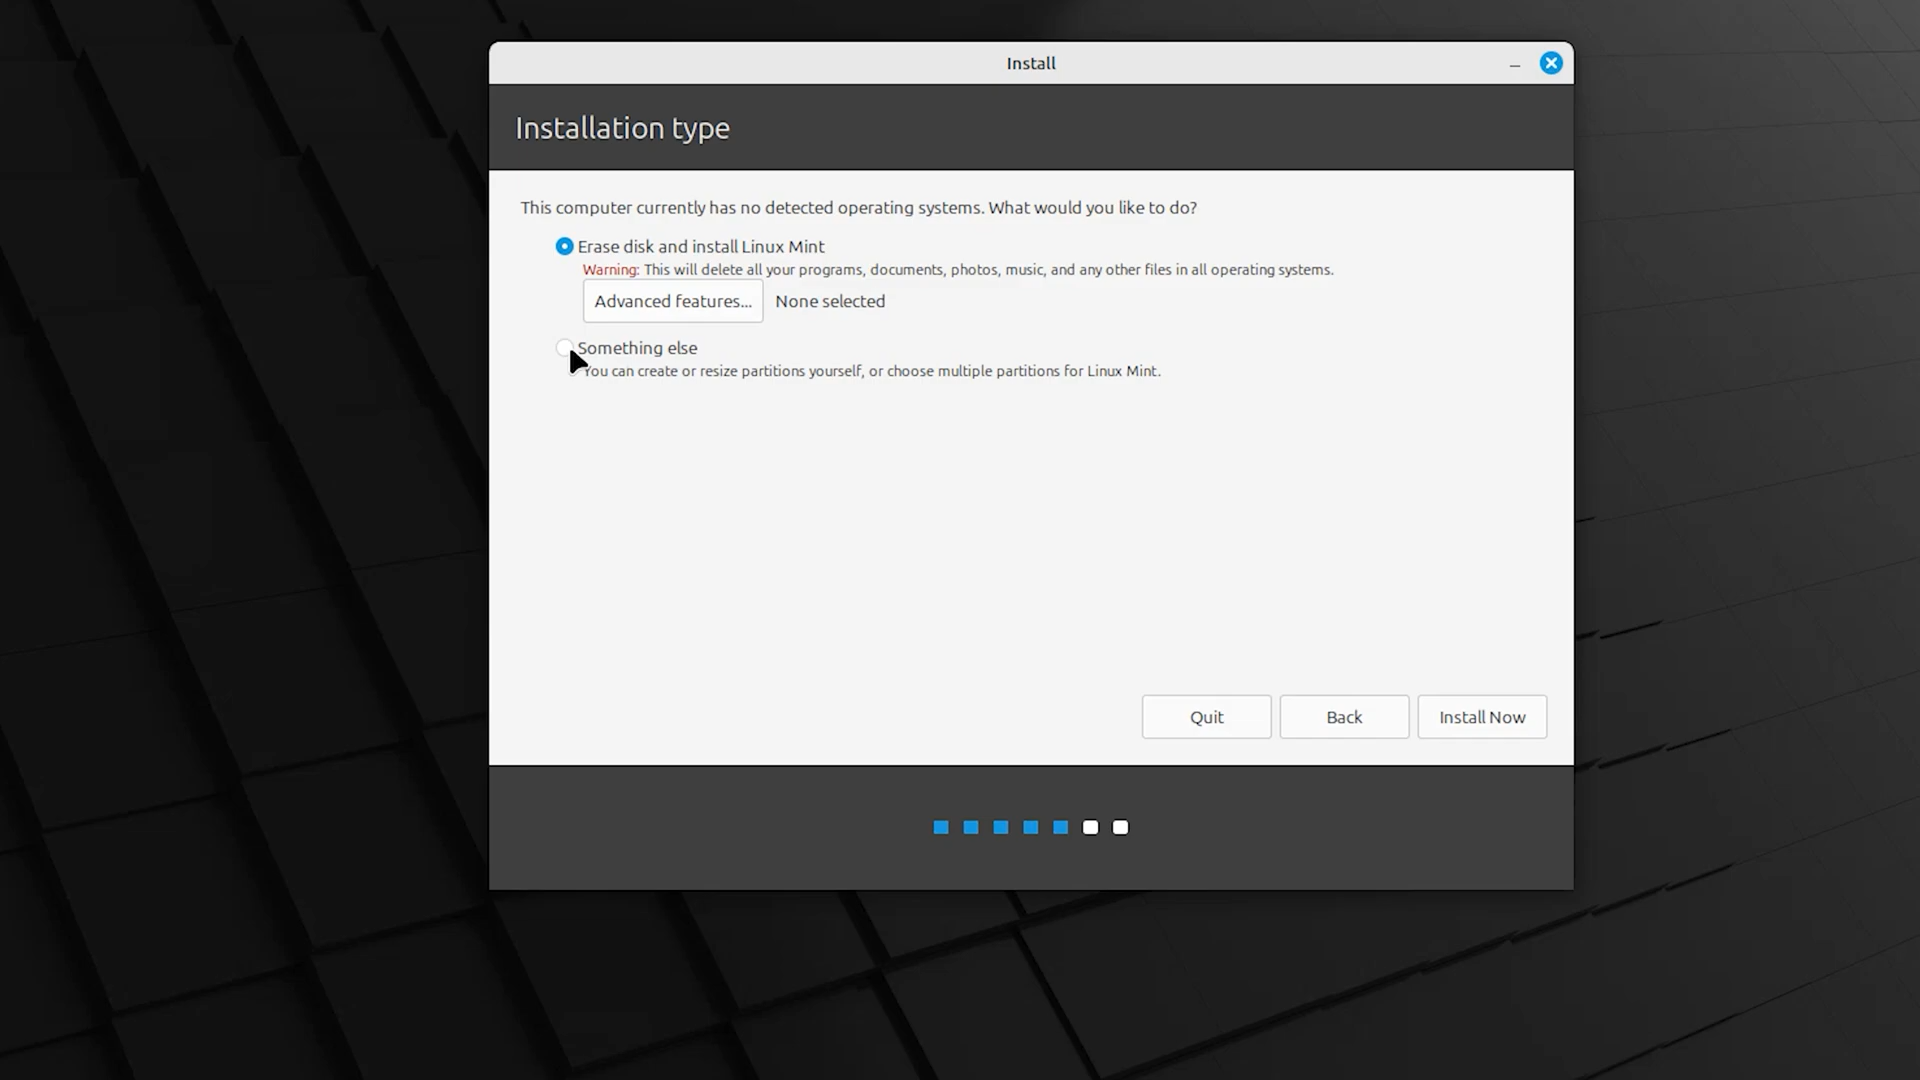 Install
Installation type
This computer currently has no detected operating systems. What would you like to do?
Erase disk and install Linux Mint
Warning: This will delete all your programs, documents, photos, music, and any other files in all operating systems.
Advanced features... None selected
Something else
You can create or resize partitions yourself, or choose multiple partitions for Linux Mint.
Quit Back Install Now